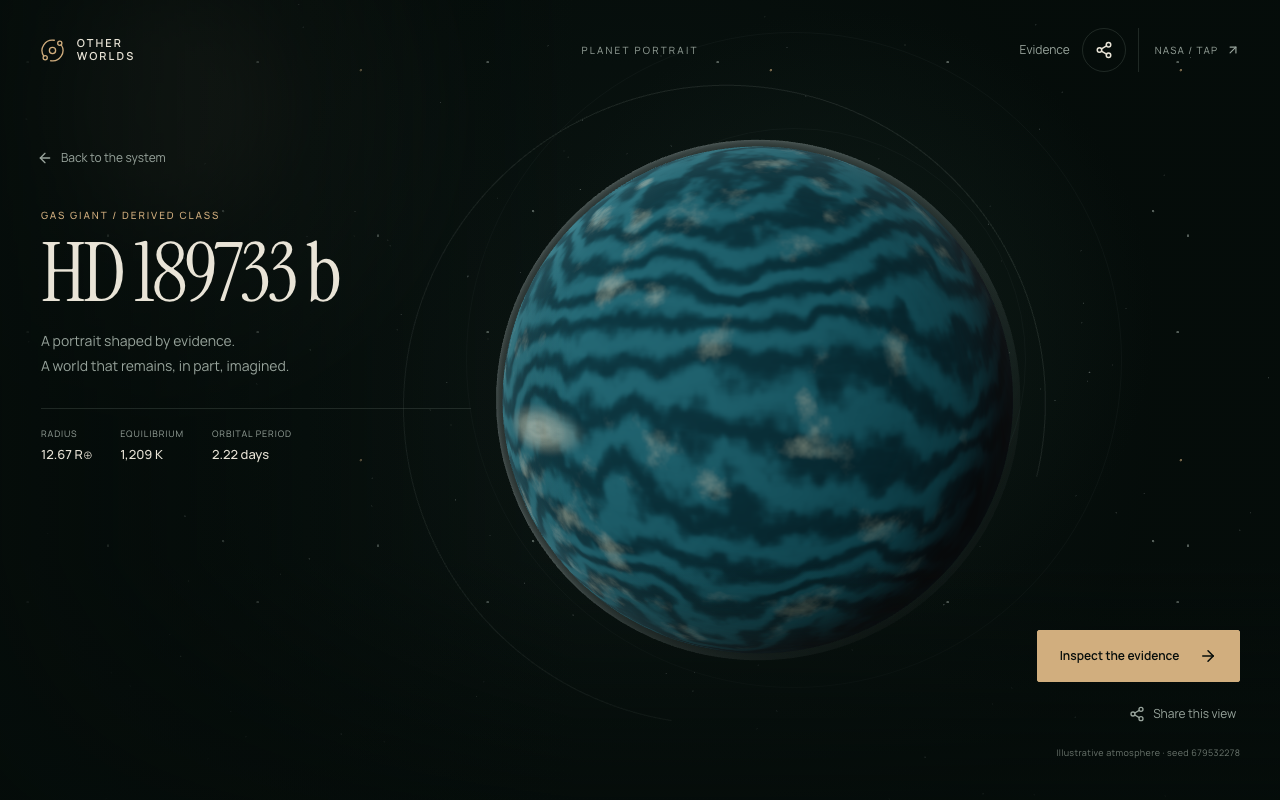 OTHER
WORLDS
PLANET PORTRAIT
Evidence
NASA / TAP
Back to the system
GAS GIANT / DERIVED CLASS
HD 189733 b
A portrait shaped by evidence.
A world that remains, in part, imagined.
RADIUS
12.67 R⊕
EQUILIBRIUM
1,209 K
ORBITAL PERIOD
2.22 days
Inspect the evidence
Share this view
Illustrative atmosphere · seed 679532278